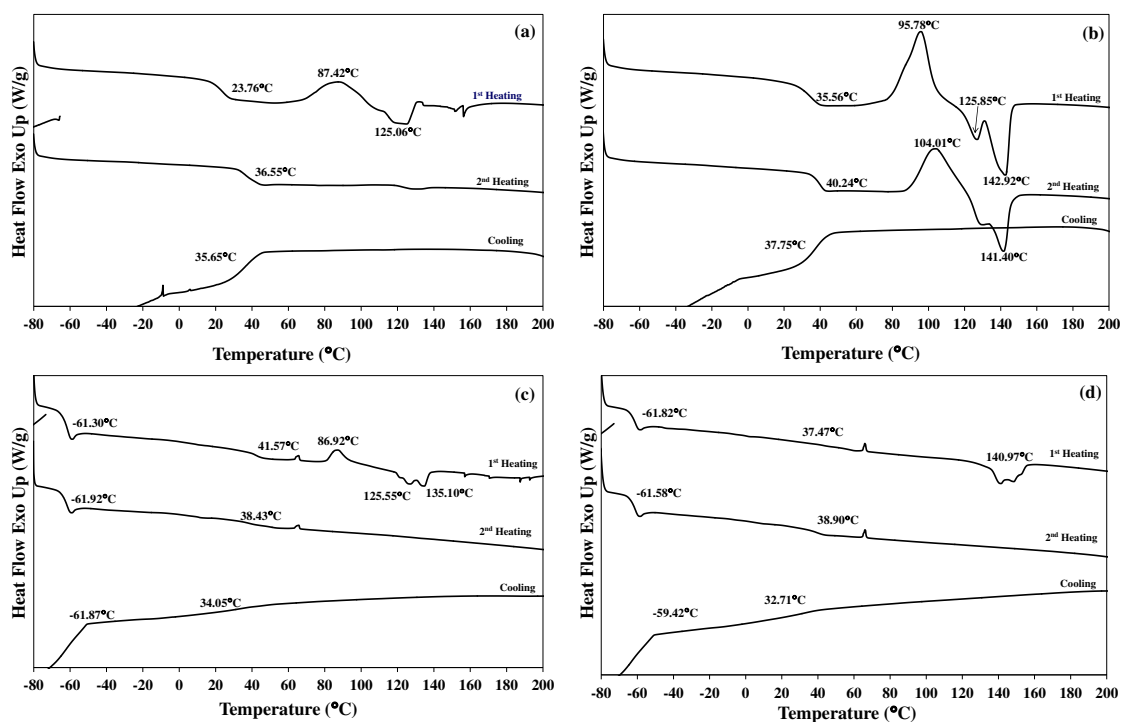 (a)
Heat Flow Exo Up (W/g)
23.76°C
87.42°C
125.06°C
1st Heating
36.55°C
2nd Heating
35.65°C
Cooling
-80 -60 -40 -20 0 20 40 60 80 100 120 140 160 180 200
Temperature (°C)
(b)
Heat Flow Exo Up (W/g)
95.78°C
35.56°C
125.85°C
1st Heating
104.01°C
142.92°C
40.24°C
2nd Heating
37.75°C
Cooling
141.40°C
-80 -60 -40 -20 0 20 40 60 80 100 120 140 160 180 200
Temperature (°C)
(c)
Heat Flow Exo Up (W/g)
-61.30°C
41.57°C
86.92°C
1st Heating
125.55°C
135.10°C
-61.92°C
38.43°C
2nd Heating
-61.87°C
34.05°C
Cooling
-80 -60 -40 -20 0 20 40 60 80 100 120 140 160 180 200
Temperature (°C)
(d)
Heat Flow Exo Up (W/g)
-61.82°C
37.47°C
140.97°C
1st Heating
-61.58°C
38.90°C
2nd Heating
-59.42°C
32.71°C
Cooling
-80 -60 -40 -20 0 20 40 60 80 100 120 140 160 180 200
Temperature (°C)